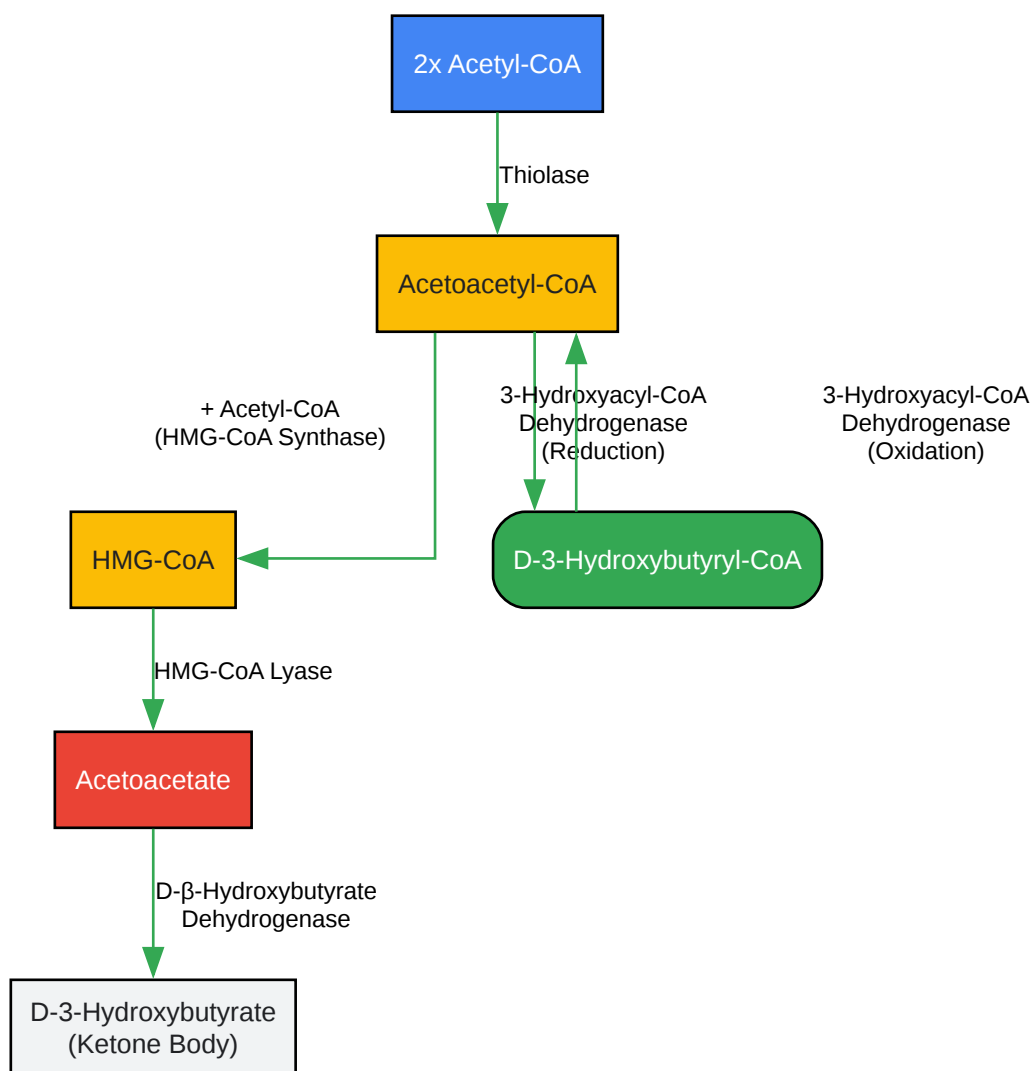 2x Acetyl-CoA
Thiolase
Acetoacetyl-CoA
+ Acetyl-CoA
(HMG-CoA Synthase)
3-Hydroxyacyl-CoA
Dehydrogenase
(Reduction)
3-Hydroxyacyl-CoA
Dehydrogenase
(Oxidation)
HMG-CoA
D-3-Hydroxybutyryl-CoA
HMG-CoA Lyase
Acetoacetate
D-β-Hydroxybutyrate
Dehydrogenase
D-3-Hydroxybutyrate
(Ketone Body)